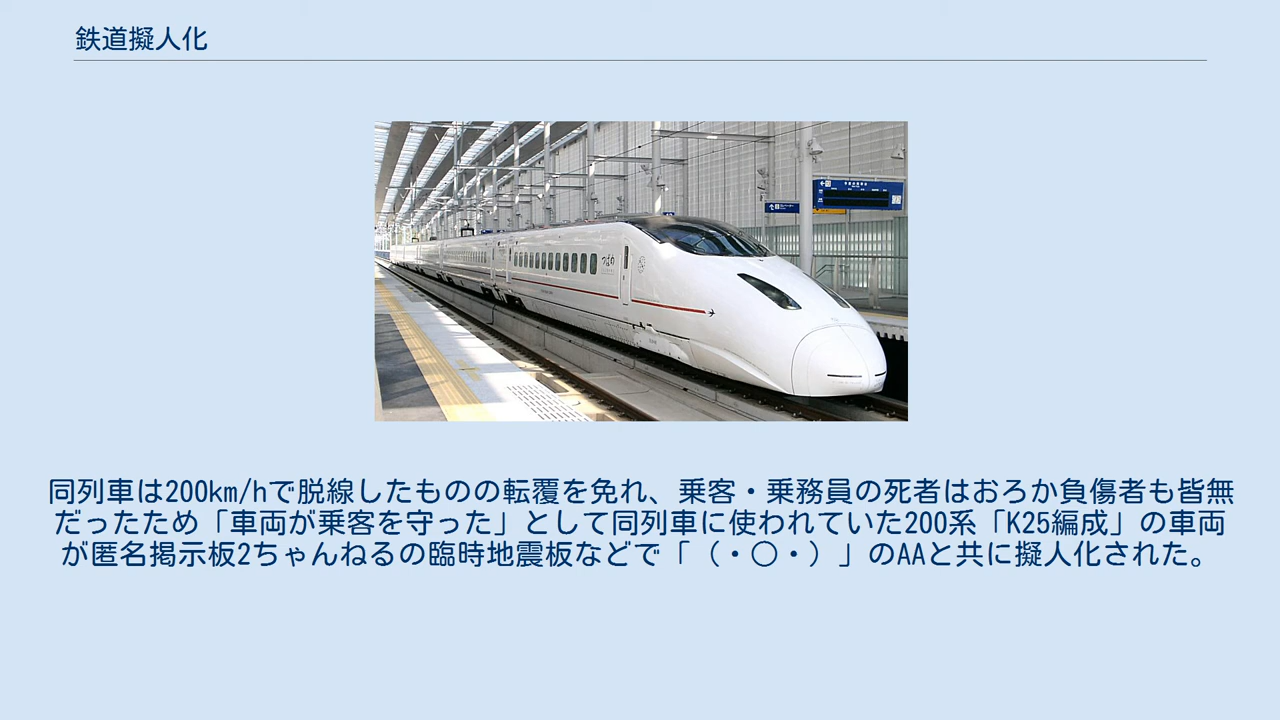 鉄道擬人化
つばめ
同列車は200km/hで脱線したものの転覆を免れ、乗客・乗務員の死者はおろか負傷者も皆無
だったため「車両が乗客を守った」として同列車に使われていた200系「K25編成」の車両
が匿名掲示板2ちゃんねるの臨時地震板などで「（・〇・）」のAAと共に擬人化された。